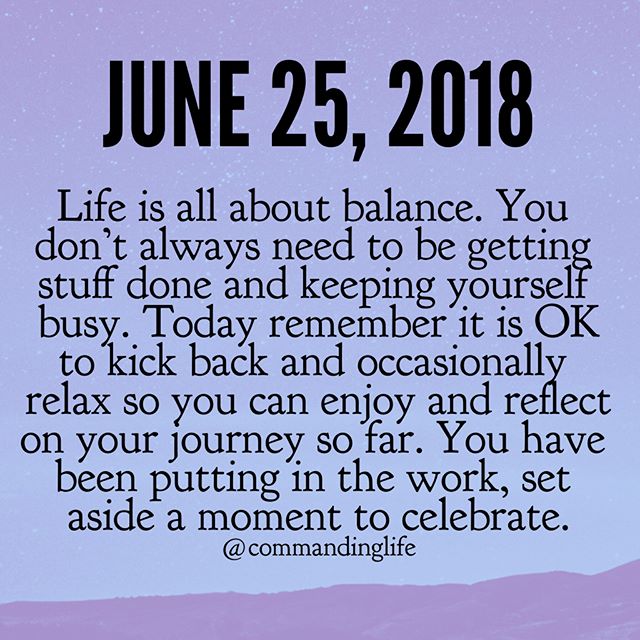 JUNE 25, 2018
Life is all about balance. You
don’t always need to be getting
stuff done and keeping yourself
busy. Today remember it is OK
to kick back and occasionally
relax so you can enjoy and reflect
on your journey so far. You have
been putting in the work, set
aside a moment to celebrate.
@commandinglife